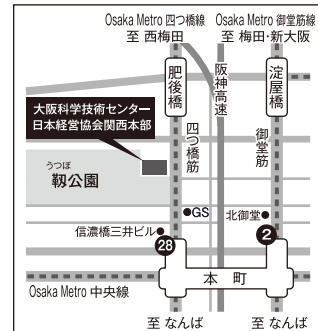 Osaka Metro 四つ橋線
至 西梅田
Osaka Metro 御堂筋線
至 梅田・新大阪
肥後橋
阪神高速
淀屋橋
大阪科学技術センター
日本経営協会関西本部
四つ橋筋
御堂筋
うつぼ
靱公園
GS
北御堂
信濃橋三井ビル
28
2
本町
Osaka Metro 中央線
至 なんば
至 なんば